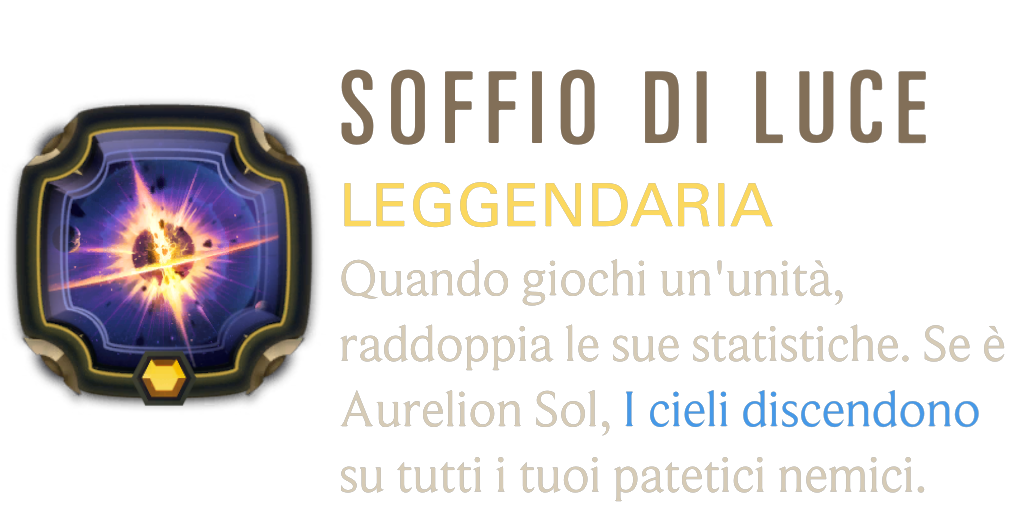 SOFFIO DI LUCE
LEGGENDARIA
Quando giochi un'unità,
raddoppia le sue statistiche. Se è
Aurelion Sol, I cieli discendono
su tutti i tuoi patetici nemici.